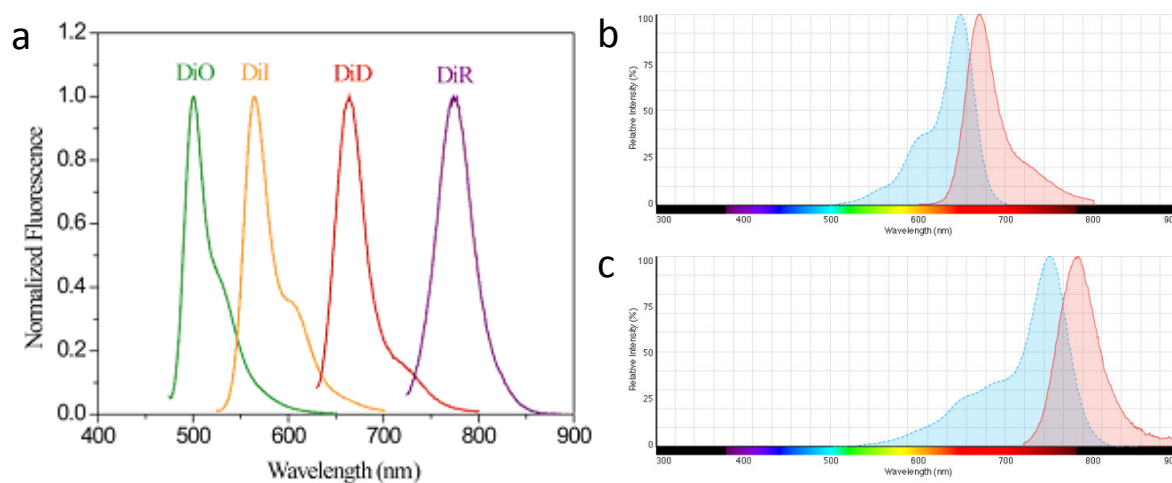 a
1.2
1.0
0.8
0.6
0.4
0.2
0.0
Normalized Fluorescence
DiO DiI DiD DiR
400 500 600 700 800 900
Wavelength (nm)
b
100
75
50
25
0
Relative Intensity (%)
300 400 500 600 700 800 900
Wavelength (nm)
c
100
75
50
25
0
Relative Intensity (%)
300 400 500 600 700 800 900
Wavelength (nm)